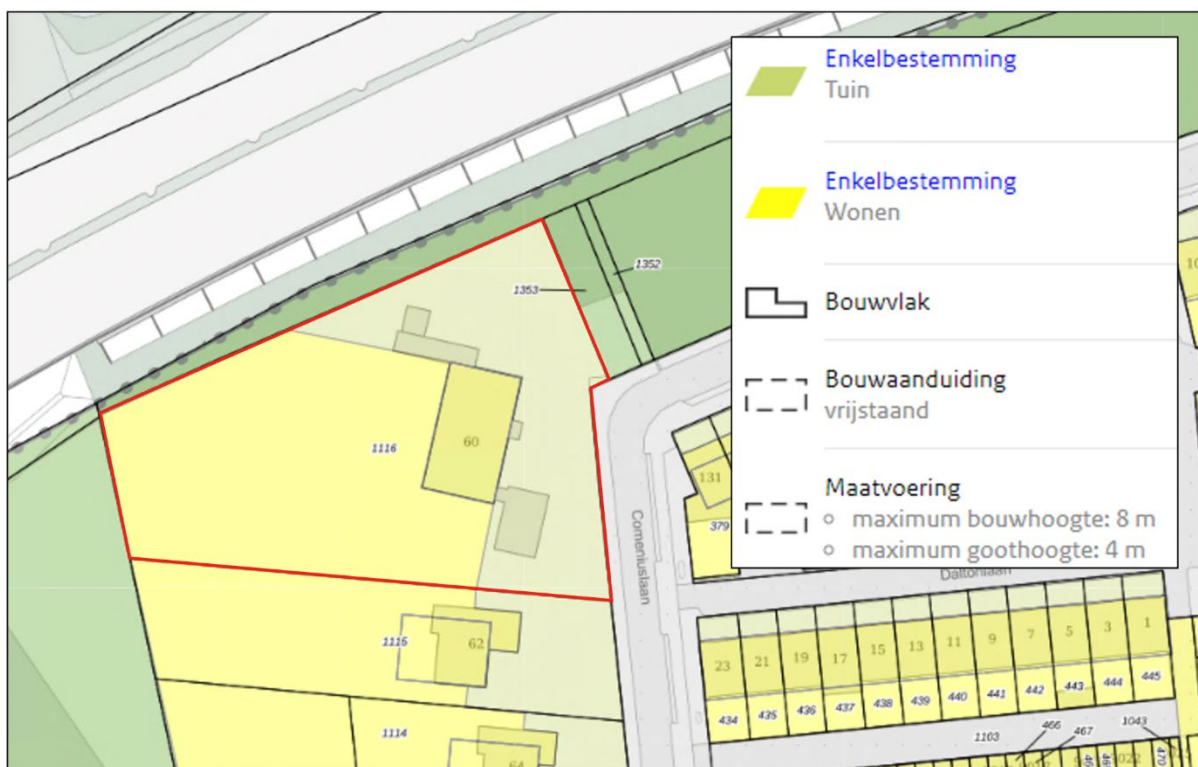 Enkelbestemming
Tuin
Enkelbestemming
Wonen
Bouwvlak
Bouwaanduiding
vrijstaand
Maatvoering
maximum bouwhoogte: 8 m
maximum goothoogte: 4 m
1352
1353
1116
60
131
379
Comeniuslaan
Daltonlaan
1115
62
23 21 19 17 15 13 11 9 7 5 3 1
434 435 436 437 438 439 440 441 442 443 444 445
1114
64
1103
466
467
1043
10